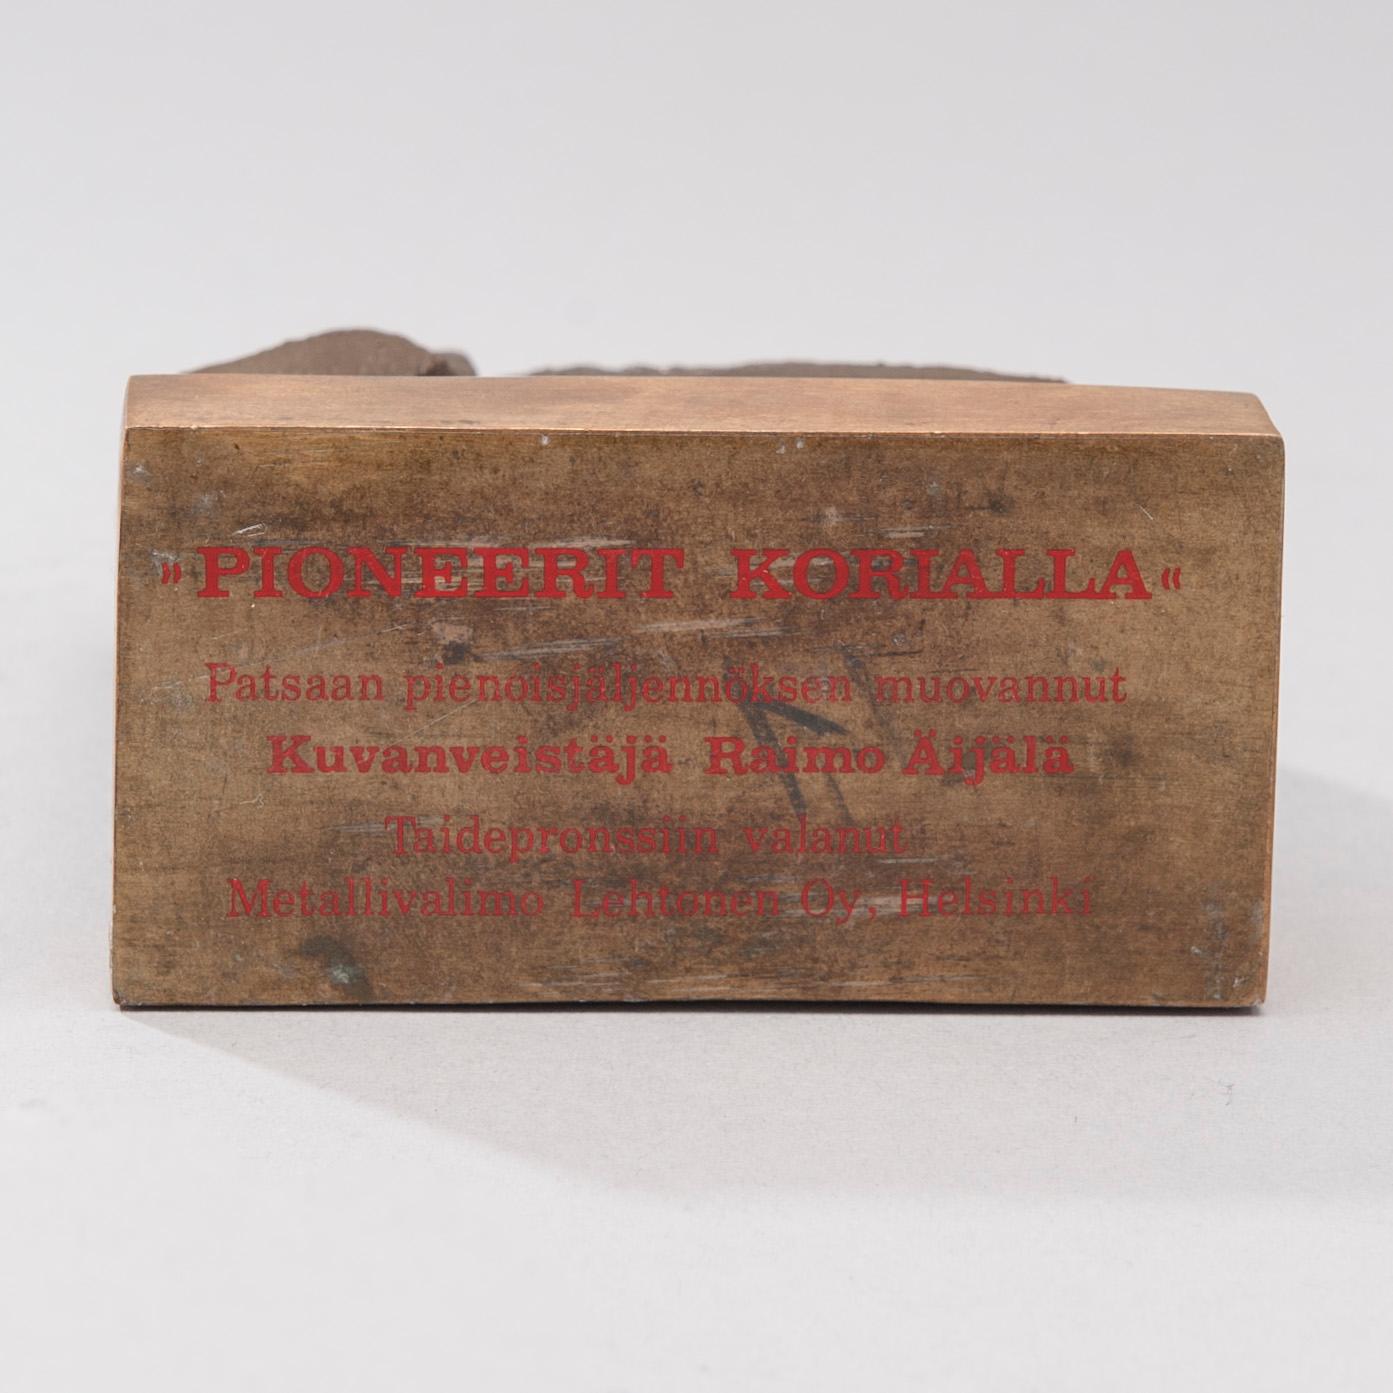 »PIONEERIT KORIALLA«
Patsaan pienoisjäljennöksen muovannut
Kuvanveistäjä Raimo Äijälä
Taidepronssiin valanut
Metallivalimo Lehtonen Oy, Helsinki